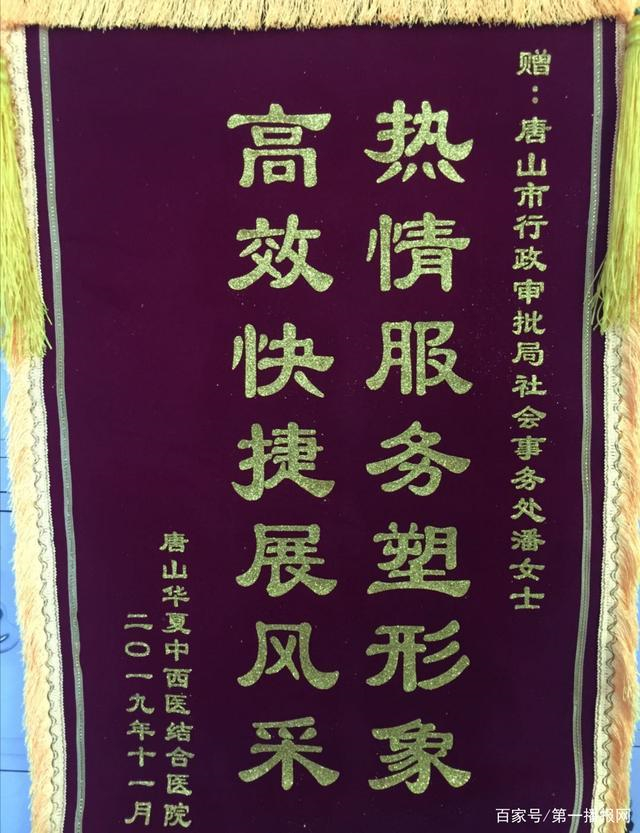 赠：唐山市行政审批局社会事务处潘女士
热情服务塑形象
高效快捷展风采
唐山华夏中西医结合医院
二〇一九年十一月
百家号/第一播报网